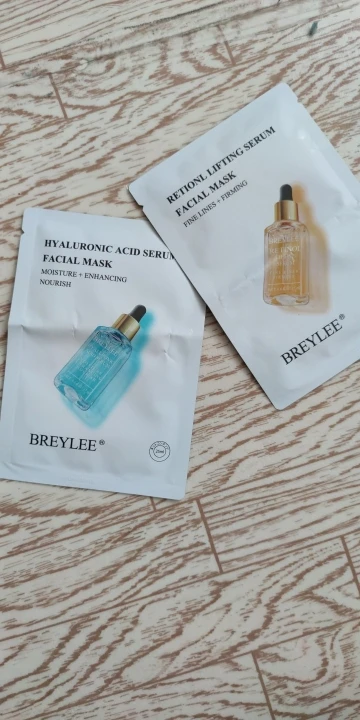 RETIONL LIFTING SERUM
FACIAL MASK
FINE LINES + FIRMING
BREYLEE®
HYALURONIC ACID SERUM
FACIAL MASK
MOISTURE + ENHANCING
NOURISH
BREYLEE®